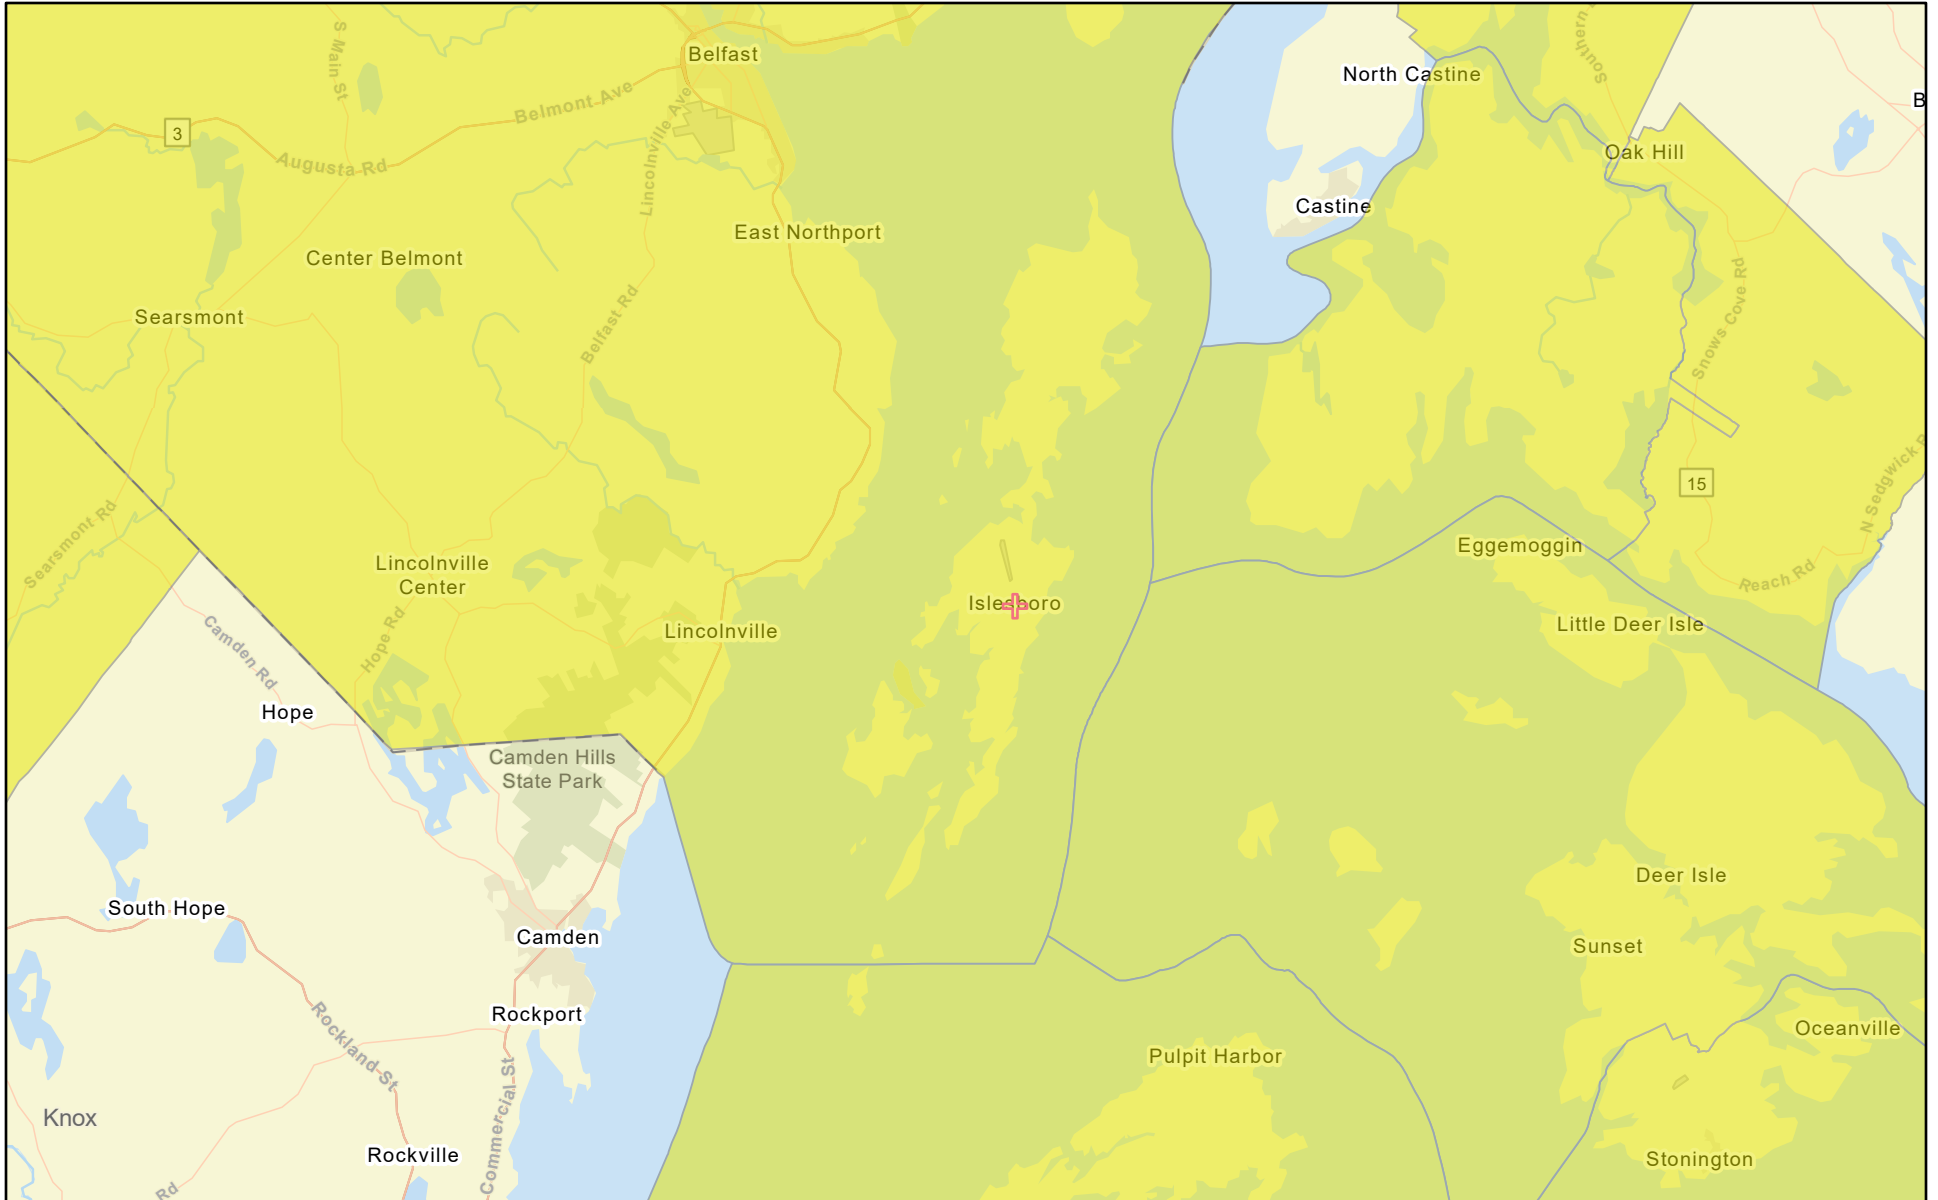 S Main St
Belfast
North Castine
Southern
B
3
Belmont Ave
Lincolnville Ave
Augusta Rd
Oak Hill
Castine
East Northport
Center Belmont
Searsmont
Belfast Rd
Snows Cove Rd
15
N Sedgwick R
Searsmont Rd
Eggemoggin
Lincolnville
Center
Reach Rd
Islesboro
Hope Rd
Lincolnville
Little Deer Isle
Camden Rd
Hope
Camden Hills
State Park
Deer Isle
South Hope
Camden
Sunset
Rockport
Oceanville
Rockland St
Pulpit Harbor
Knox
Commercial St
Rockville
Stonington
Rd